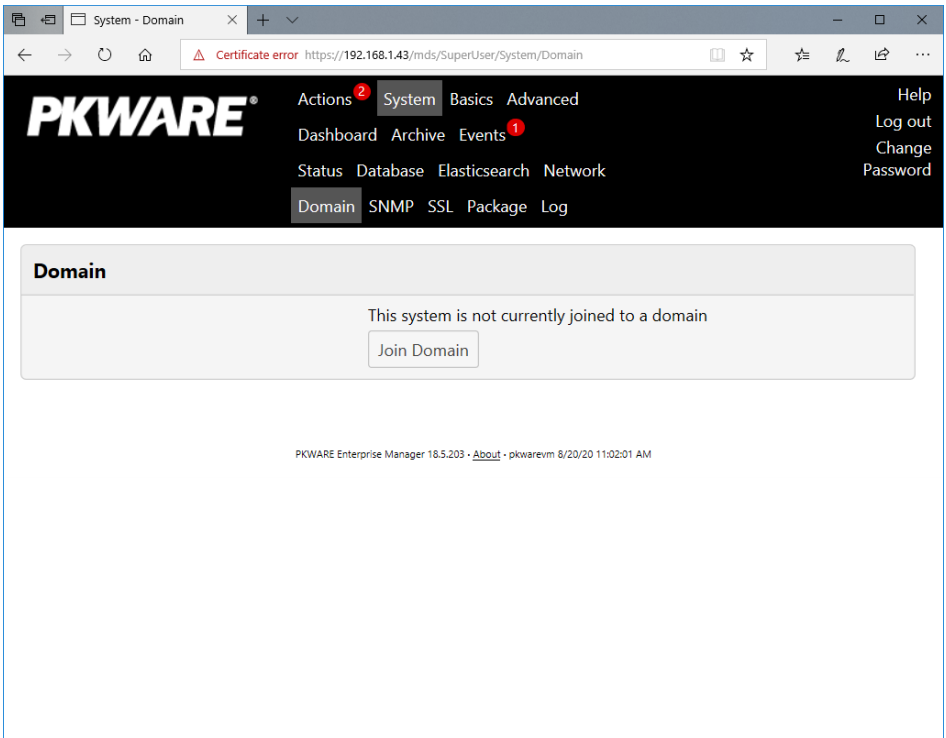 System - Domain
Certificate error https://192.168.1.43/mds/SuperUser/System/Domain
PKWARE®
Actions 2 System Basics Advanced
Dashboard Archive Events 1
Status Database Elasticsearch Network
Domain SNMP SSL Package Log
Help
Log out
Change
Password
Domain
This system is not currently joined to a domain
Join Domain
PKWARE Enterprise Manager 18.5.203 • About • pkwarevm 8/20/20 11:02:01 AM